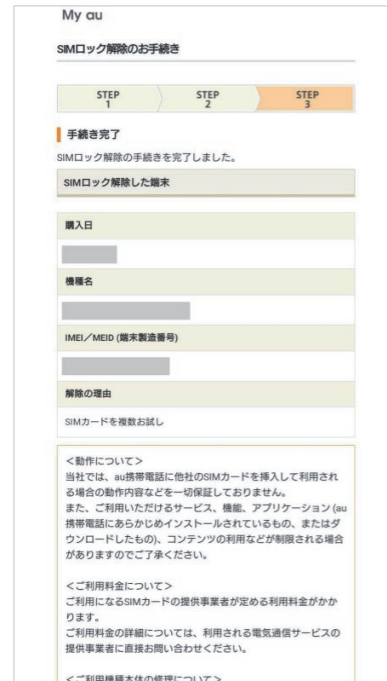 My au
SIMロック解除のお手続き
STEP
1
STEP
2
STEP
3
手続き完了
SIMロック解除の手続きを完了しました。
SIMロック解除した端末
購入日
機種名
IMEI／MEID (端末製造番号)
解除の理由
SIMカードを複数お試し
＜動作について＞
当社では、au携帯電話に他社のSIMカードを挿入して利用され
る場合の動作内容などを一切保証しておりません。
また、ご利用いただけるサービス、機能、アプリケーション (au
携帯電話にあらかじめインストールされているもの、またはダ
ウンロードしたもの)、コンテンツの利用などが制限される場合
がありますのでご了承ください。
＜ご利用料金について＞
ご利用になるSIMカードの提供事業者が定める利用料金がかか
ります。
ご利用料金の詳細については、利用される電気通信サービスの
提供事業者に直接お問い合わせください。
＜ご利用機種本体の修理について＞